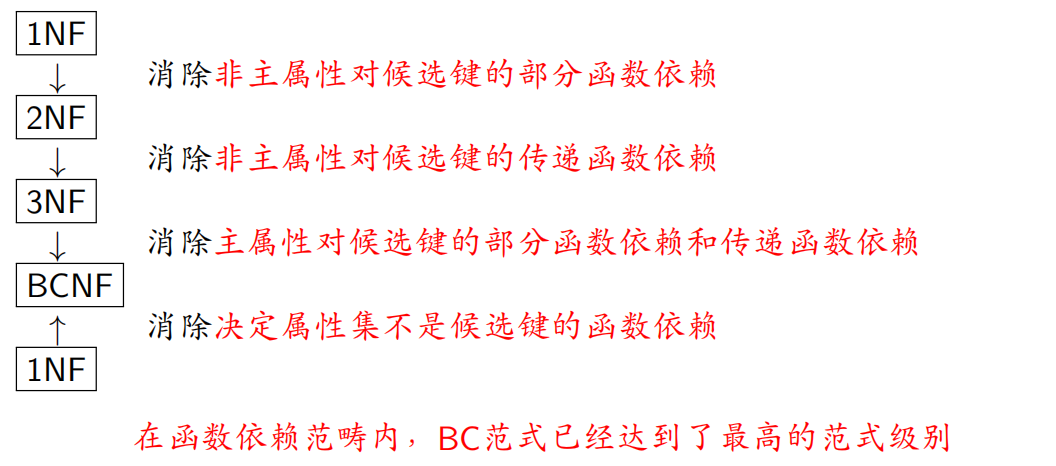 1NF
↓ 消除非主属性对候选键的部分函数依赖
2NF
↓ 消除非主属性对候选键的传递函数依赖
3NF
↓ 消除主属性对候选键的部分函数依赖和传递函数依赖
BCNF
↑ 消除决定属性集不是候选键的函数依赖
1NF
在函数依赖范畴内，BC范式已经达到了最高的范式级别